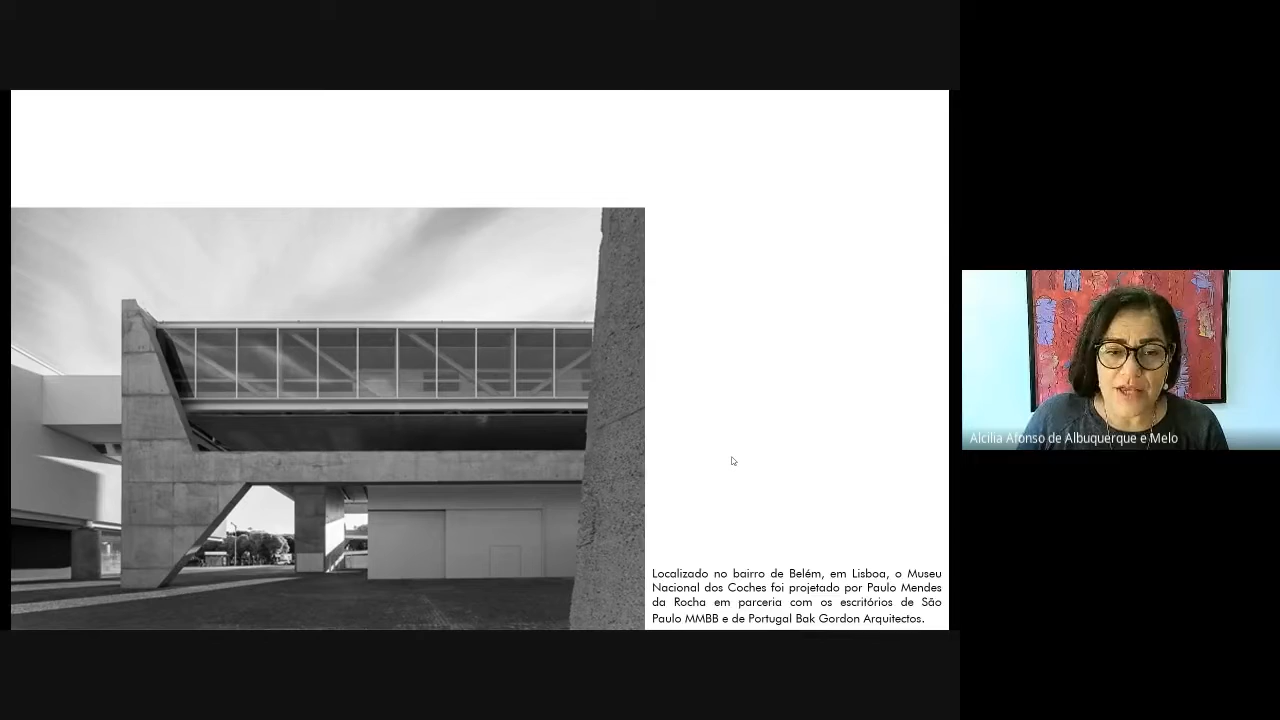 Localizado no bairro de Belém, em Lisboa, o Museu
Nacional dos Coches foi projetado por Paulo Mendes
da Rocha em parceria com os escritórios de São
Paulo MMBB e de Portugal Bak Gordon Arquitectos.
Alcilia Afonso de Albuquerque e Melo